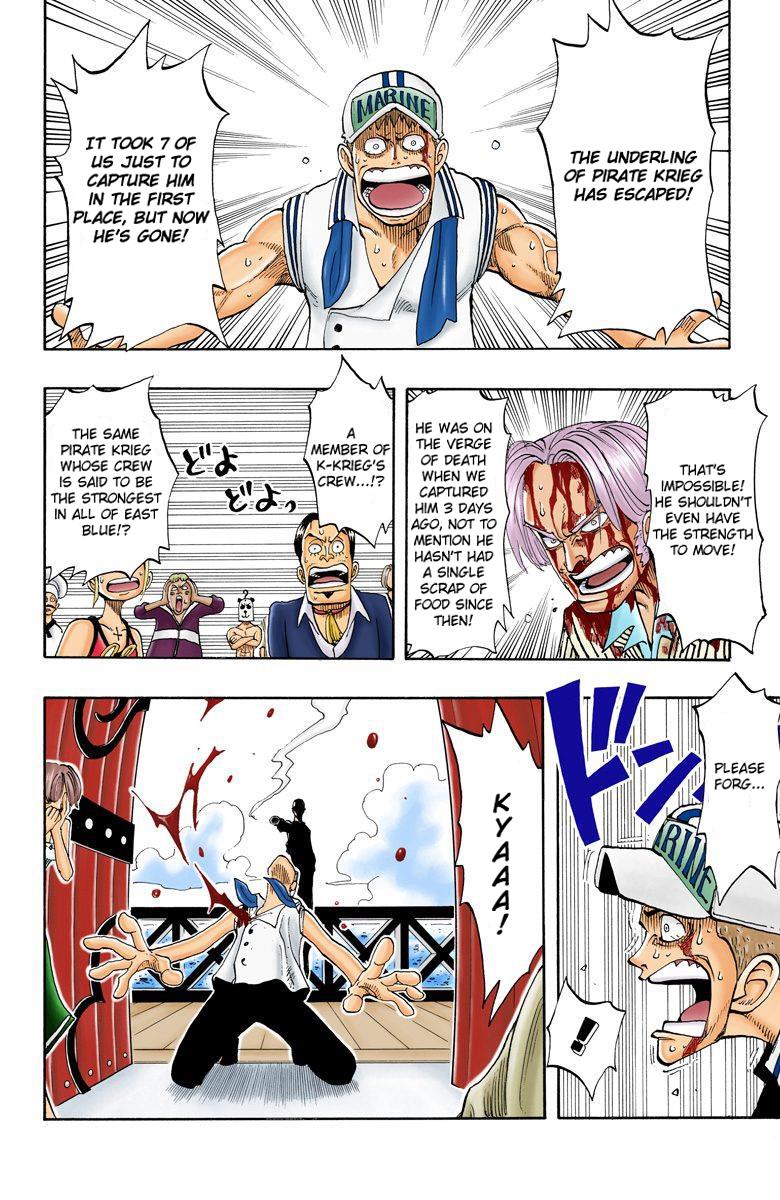 THE UNDERLING
OF PIRATE KRIEG
HAS ESCAPED!
MARINE
IT TOOK 7 OF
US JUST TO
CAPTURE HIM
IN THE FIRST
PLACE, BUT NOW
HE'S GONE!
THAT'S
IMPOSSIBLE!
HE SHOULDN'T
EVEN HAVE
THE STRENGTH
TO MOVE!
HE WAS ON
THE VERGE
OF DEATH
WHEN WE
CAPTURED
HIM 3 DAYS
AGO, NOT TO
MENTION HE
HASN'T HAD
A SINGLE
SCRAP OF
FOOD SINCE
THEN!
A
MEMBER OF
K-KRIEG'S
CREW...!?
どよ
どよっ
THE SAME
PIRATE KRIEG
WHOSE CREW
IS SAID TO BE
THE STRONGEST
IN ALL OF EAST
BLUE!?
PLEASE
FORG...
ドン
ARINE
!
KYAAA!